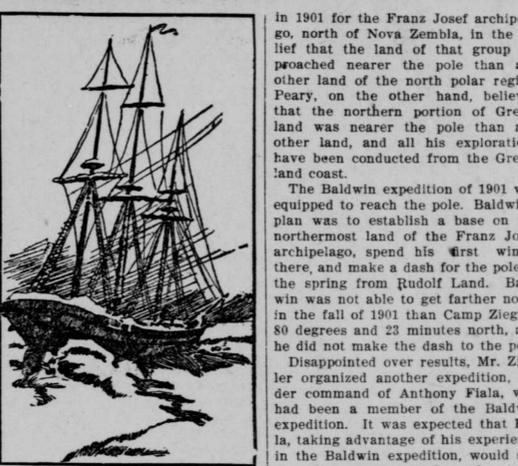 in 1901 for the Franz Josef archipe
go, north of Nova Zembla, in the
lief that the land of that group
proached nearer the pole than a
other land of the north polar regi
Peary, on the other hand, believ
that the northern portion of Gre
land was nearer the pole than a
other land, and all his exploratio
have been conducted from the Gre
land coast.
The Baldwin expedition of 1901 w
equipped to reach the pole. Baldwi
plan was to establish a base on
northermost land of the Franz Jo
archipelago, spend his first win
there, and make a dash for the pole
the spring from Rudolf Land. Ba
win was not able to get farther no
in the fall of 1901 than Camp Zieg
80 degrees and 23 minutes north, a
he did not make the dash to the p
Disappointed over results, Mr. Zi
ler organized another expedition,
der command of Anthony Fiala, w
had been a member of the Baldw
expedition. It was expected that F
la, taking advantage of his experie
in the Baldwin expedition, would